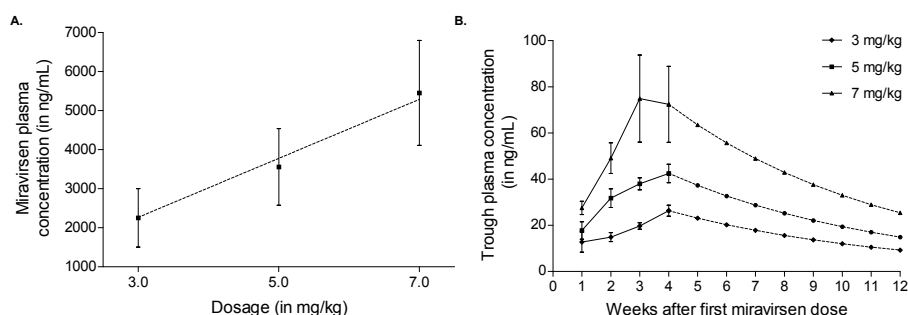 A.
Miravirsen plasma
concentration (in ng/mL)
7000
6000
5000
4000
3000
2000
1000
3.0
5.0
7.0
Dosage (in mg/kg)
B.
Trough plasma concentration
(in ng/mL)
100
80
60
40
20
0
0 1 2 3 4 5 6 7 8 9 10 11 12
Weeks after first miravirsen dose
3 mg/kg
5 mg/kg
7 mg/kg